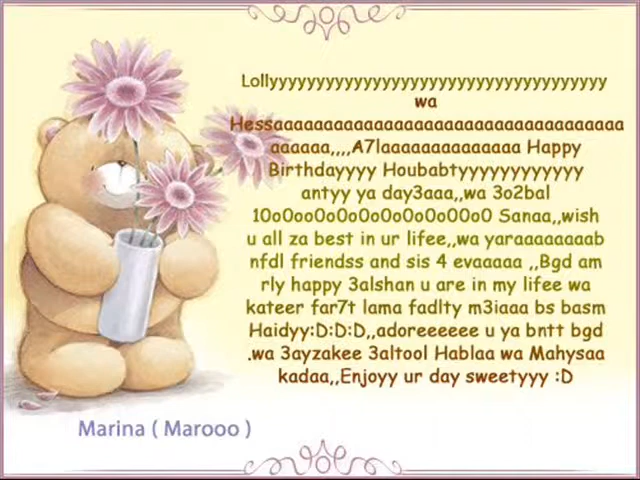 Lollyyyyyyyyyyyyyyyyyyyyyyyyyyyyyyyyyyyyy
wa
Hessaaaaaaaaaaaaaaaaaaaaaaaaaaaaaaaaaaa
aaaaaa,,,,A7laaaaaaaaaaaaaa Happy
Birthdayyyy Houbabtyyyyyyyyyyyy
antyy ya day3aaa,,wa 3o2bal
10o0oo0o0o0o0o0o0o00o0 Sanaa,,wish
u all za best in ur lifee,,wa yaraaaaaaaab
nfdl friendss and sis 4 evaaaaa ,,Bgd am
rly happy 3alshan u are in my lifee wa
kateer far7t lama fadlty m3iaaa bs basm
Haidyy:D:D:D,,adoreeeeee u ya bntt bgd
.wa 3ayzakee 3altool Hablaa wa Mahysaa
kadaa,,Enjoyy ur day sweetyyy :D
Marina ( Marooo )